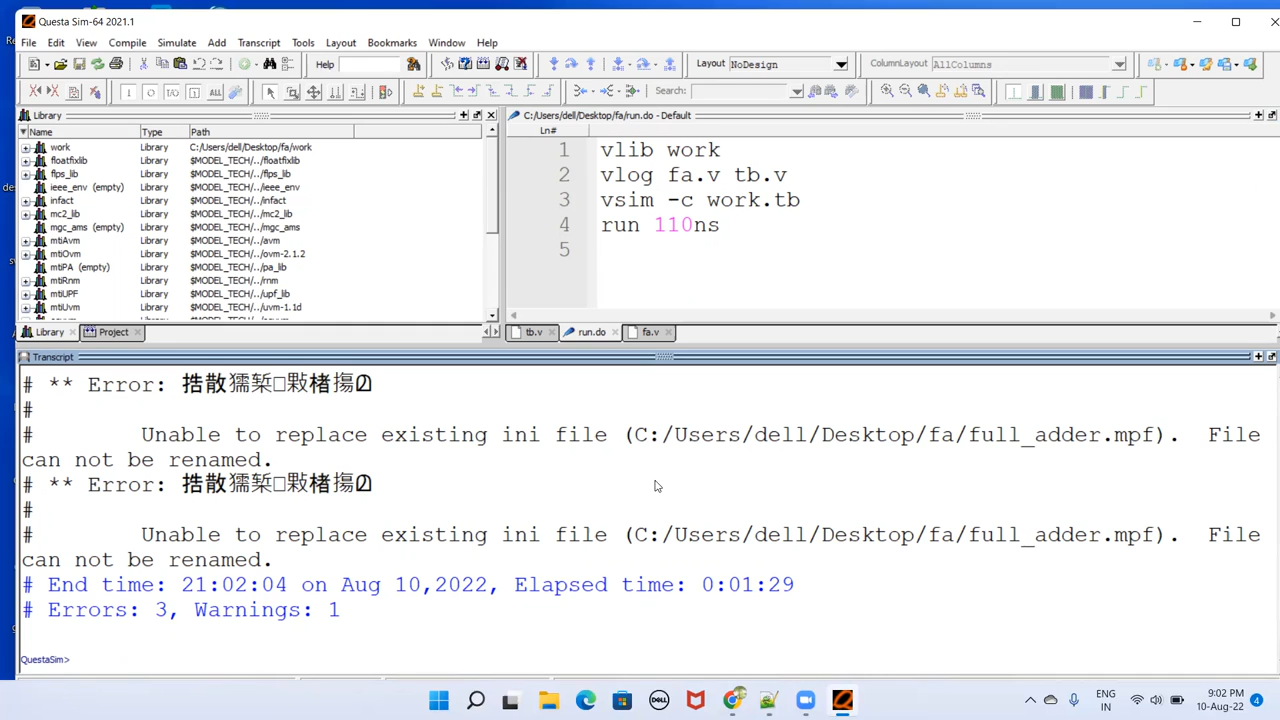 Questa Sim-64 2021.1
File Edit View Compile Simulate Add Transcript Tools Layout Bookmarks Window Help
Help Layout NoDesign ColumnLayout AllColumns
ALL Search:
Library
Name Type Path
work Library C:/Users/dell/Desktop/fa/work
floatfixlib Library $MODEL_TECH/../floatfixlib
flps_lib Library $MODEL_TECH/../flps_lib
ieee_env (empty) Library $MODEL_TECH/../ieee_env
infact Library $MODEL_TECH/../infact
mc2_lib Library $MODEL_TECH/../mc2_lib
mgc_ams (empty) Library $MODEL_TECH/../mgc_ams
mtiAvm Library $MODEL_TECH/../avm
mtiOvm Library $MODEL_TECH/../ovm-2.1.2
mtiPA (empty) Library $MODEL_TECH/../pa_lib
mtiRnm Library $MODEL_TECH/../rnm
mtiUPF Library $MODEL_TECH/../upf_lib
mtiUvm Library $MODEL_TECH/../uvm-1.1d
Library Project
C:/Users/dell/Desktop/fa/run.do - Default
Ln#
1 vlib work
2 vlog fa.v tb.v
3 vsim -c work.tb
4 run 110ns
5
tb.v run.do fa.v
Transcript
# ** Error:
#
# Unable to replace existing ini file (C:/Users/dell/Desktop/fa/full_adder.mpf). File
can not be renamed.
# ** Error:
#
# Unable to replace existing ini file (C:/Users/dell/Desktop/fa/full_adder.mpf). File
can not be renamed.
# End time: 21:02:04 on Aug 10,2022, Elapsed time: 0:01:29
# Errors: 3, Warnings: 1
QuestaSim>
DELL
ENG
IN
10-Aug-22
4